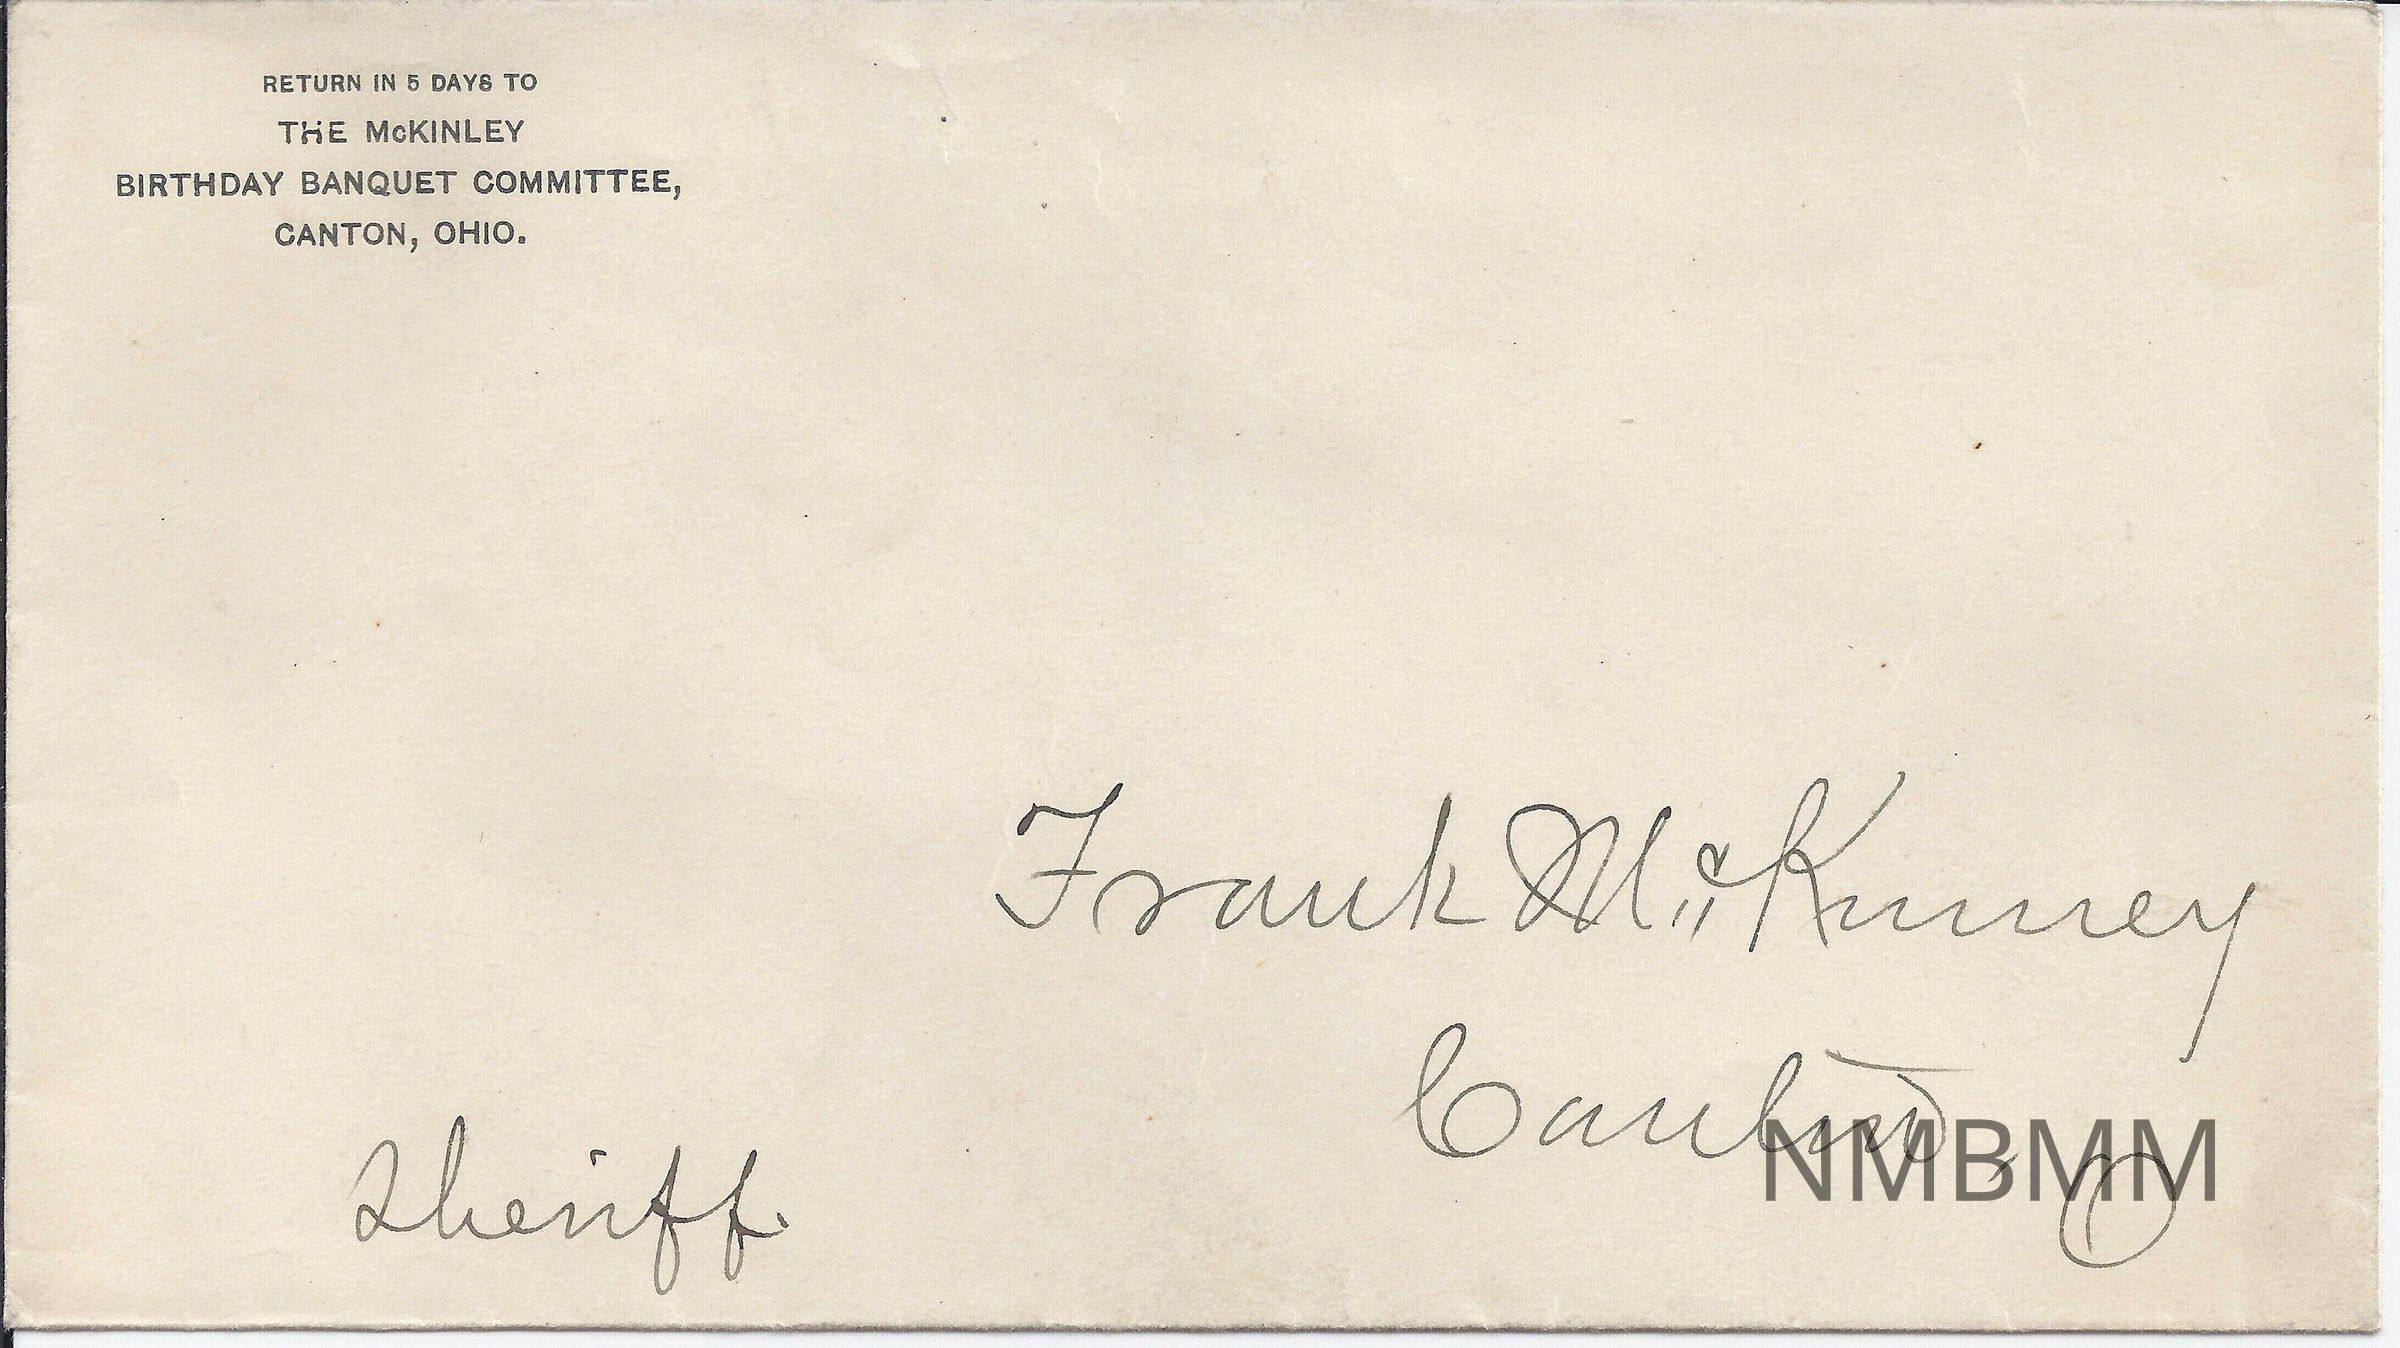 RETURN IN 5 DAYS TO
THE McKINLEY
BIRTHDAY BANQUET COMMITTEE,
CANTON, OHIO.
Frank McKinney
Canton,
O
Sheriff.
NMBMM